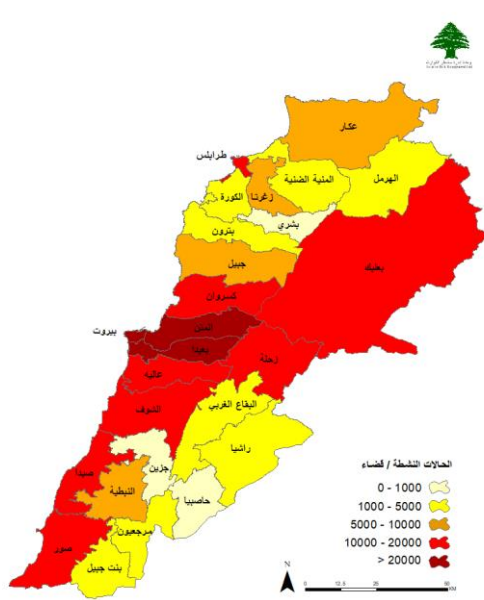 عكار
طرابلس
المنية الضنية
الهرمل
زغرتا
الكورة
بشري
بترون
بعلبك
جبيل
كسروان
المتن
بيروت
بعبدا
زحلة
عاليه
البقاع الغربي
الشوف
راشيا
جزين
صيدا
النبطية
حاصبيا
مرجعيون
صور
بنت جبيل
الحالات النشطة / قضاء
0 - 1000
1000 - 5000
5000 - 10000
10000 - 20000
> 20000
N
0 12.5 25 50
KM